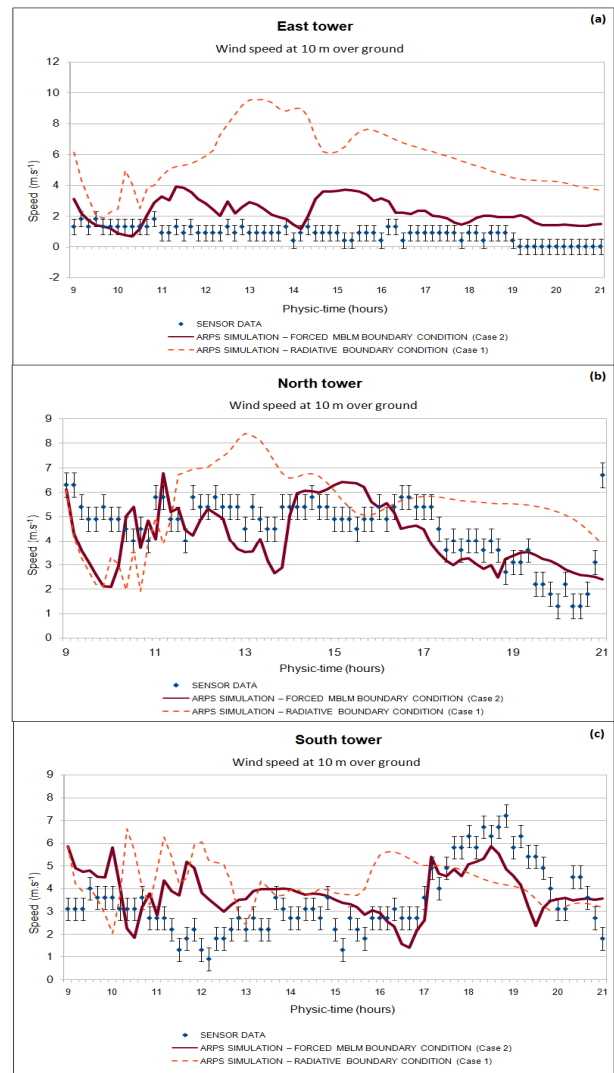 East tower
(a)
Wind speed at 10 m over ground
12
10
8
6
4
2
0
-2
Speed (m.s⁻¹)
9 10 11 12 13 14 15 16 17 18 19 20 21
Physic-time (hours)
SENSOR DATA
ARPS SIMULATION – FORCED MBLM BOUNDARY CONDITION (Case 2)
ARPS SIMULATION – RADIATIVE BOUNDARY CONDITION (Case 1)
North tower
(b)
Wind speed at 10 m over ground
9
8
7
6
5
4
3
2
1
0
Speed (m.s⁻¹)
9 11 13 15 17 19 21
Physic-time (hours)
SENSOR DATA
ARPS SIMULATION – FORCED MBLM BOUNDARY CONDITION (Case 2)
ARPS SIMULATION – RADIATIVE BOUNDARY CONDITION (Case 1)
South tower
(c)
Wind speed at 10 m over ground
9
8
7
6
5
4
3
2
1
0
Speed (m.s⁻¹)
9 10 11 12 13 14 15 16 17 18 19 20 21
Physic-time (hours)
SENSOR DATA
ARPS SIMULATION – FORCED MBLM BOUNDARY CONDITION (Case 2)
ARPS SIMULATION – RADIATIVE BOUNDARY CONDITION (Case 1)